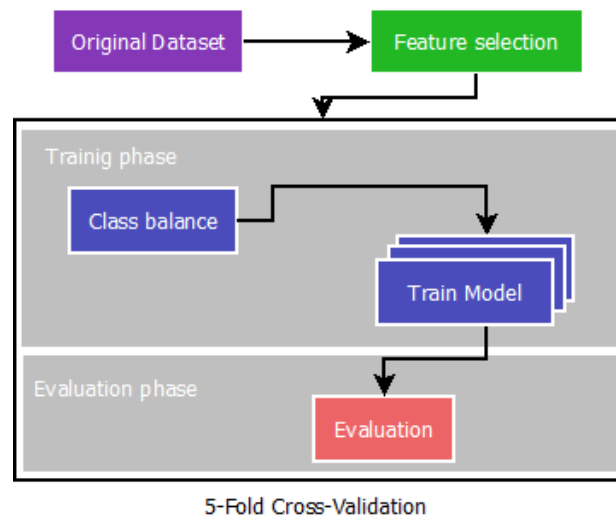 Original Dataset
Feature selection
Trainig phase
Class balance
Train Model
Evaluation phase
Evaluation
5-Fold Cross-Validation